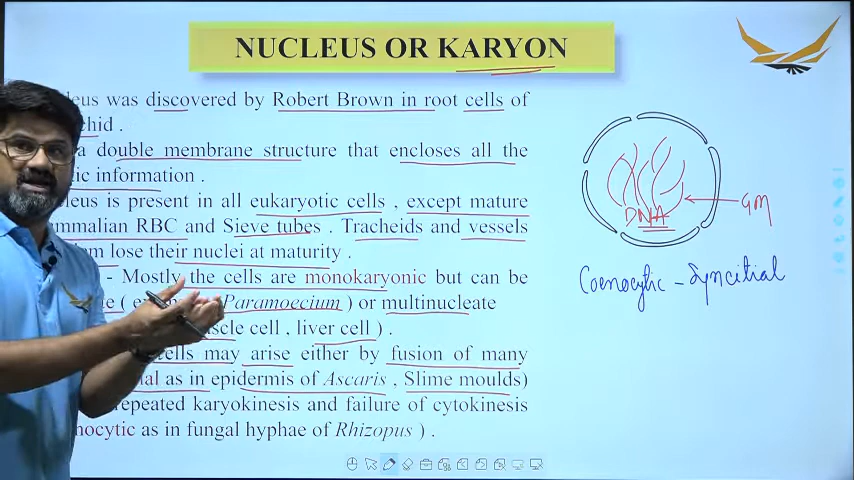 NUCLEUS OR KARYON
leus was discovered by Robert Brown in root cells of
hid .
a double membrane structure that encloses all the
tic information .
leus is present in all eukaryotic cells , except mature
mmalian RBC and Sieve tubes . Tracheids and vessels
lose their nuclei at maturity .
- Mostly the cells are monokaryonic but can be
( Paramoecium ) or multinucleate
scle cell , liver cell ) .
cells may arise either by fusion of many
al as in epidermis of Ascaris , Slime moulds)
repeated karyokinesis and failure of cytokinesis
nocytic as in fungal hyphae of Rhizopus ) .
DNA
GM
Coenocytic - Syncitial